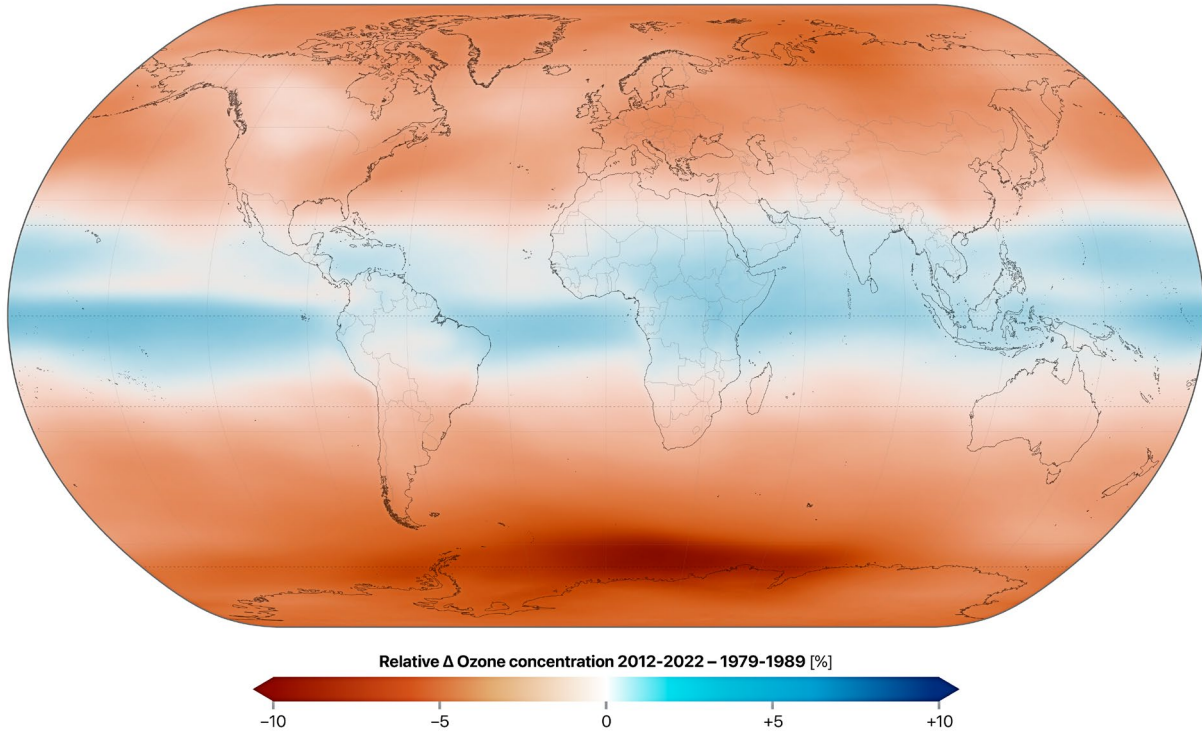 Relative Δ Ozone concentration 2012-2022 – 1979-1989 [%]
−10 −5 0 +5 +10